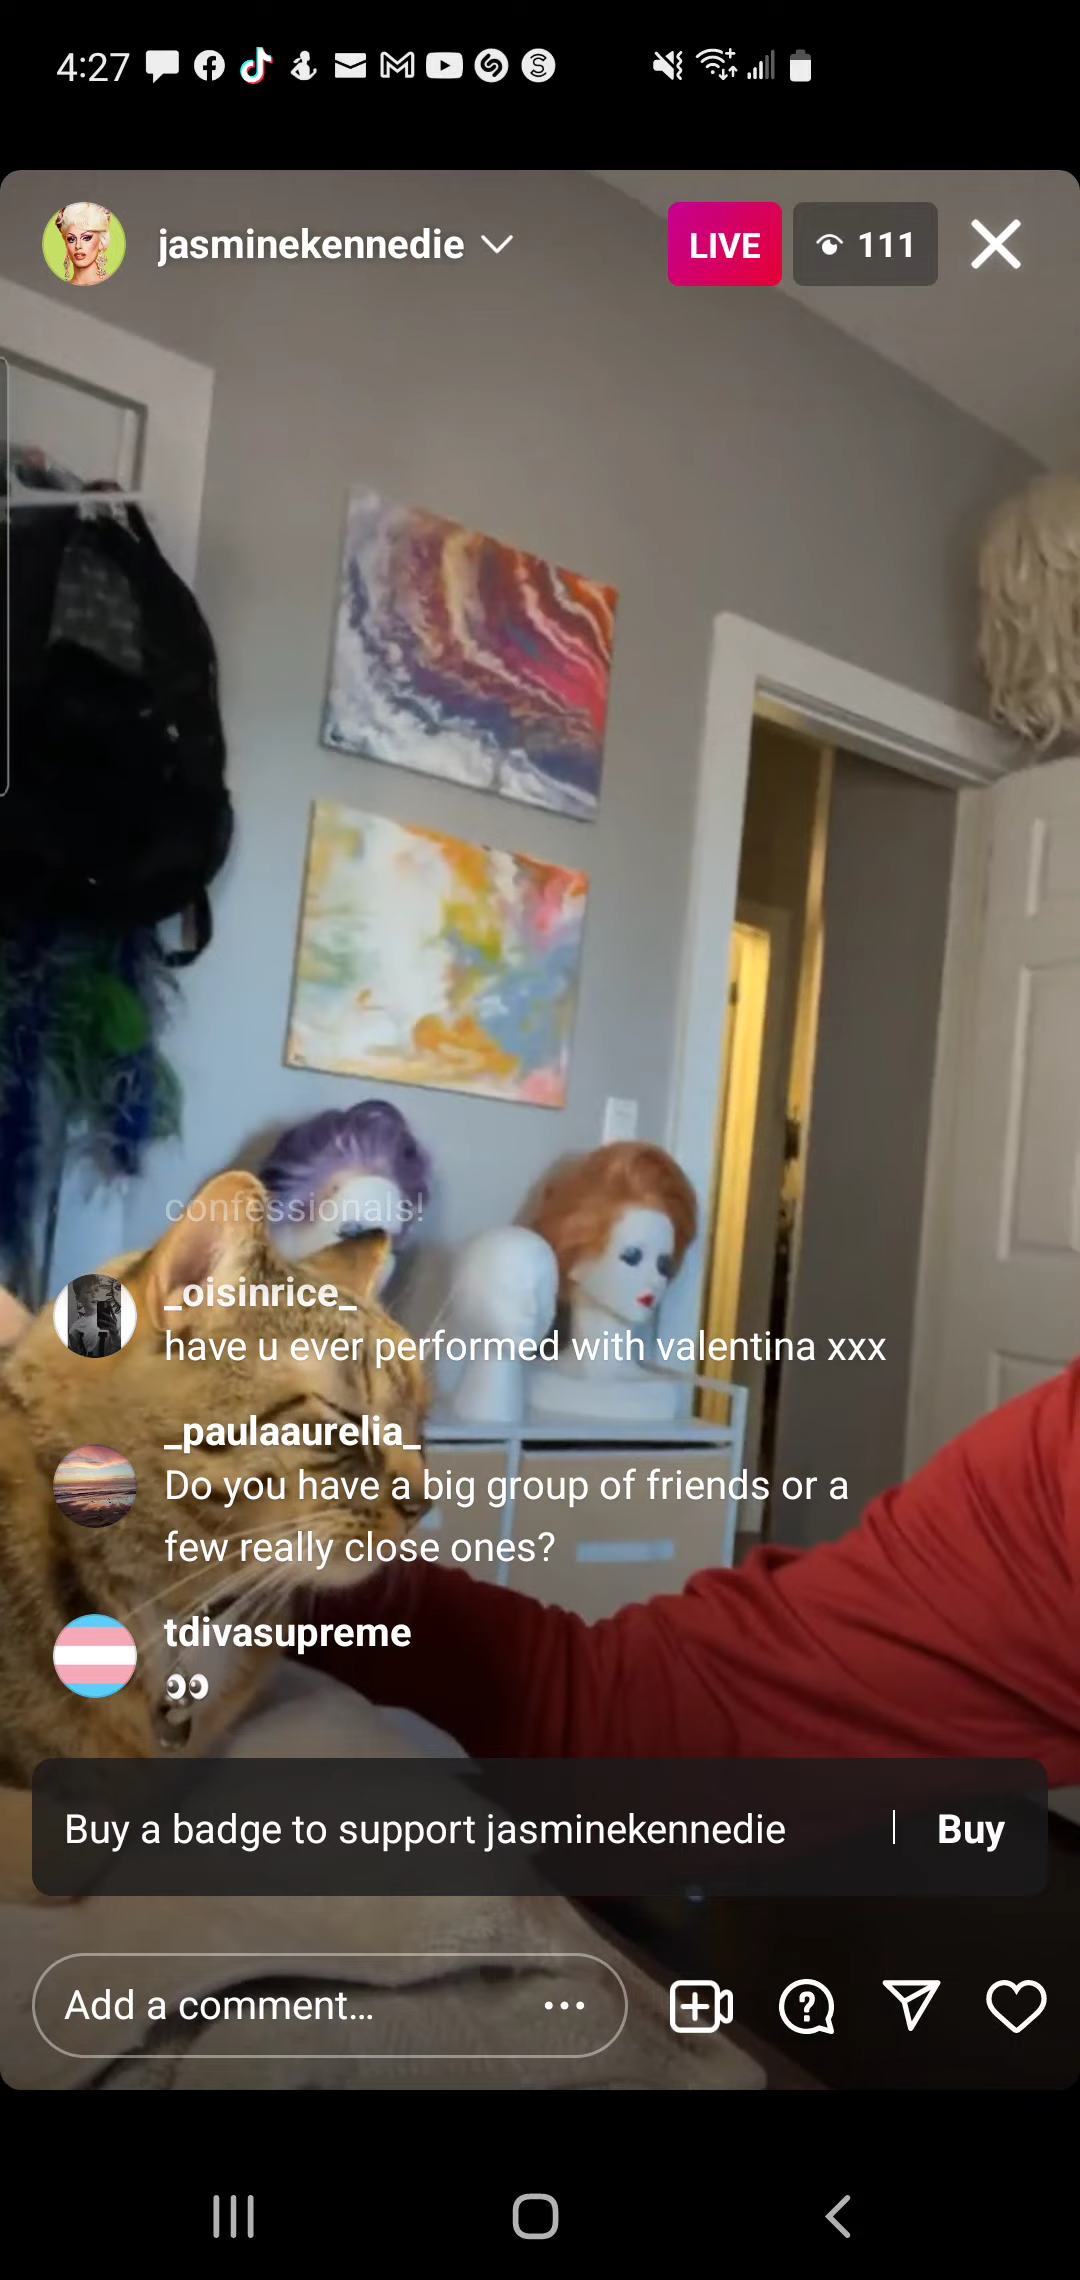 4:27
jasminekennedie
LIVE
111
confessionals!
_oisinrice_
have u ever performed with valentina xxx
_paulaaurelia_
Do you have a big group of friends or a
few really close ones?
tdivasupreme
👀
Buy a badge to support jasminekennedie | Buy
Add a comment...